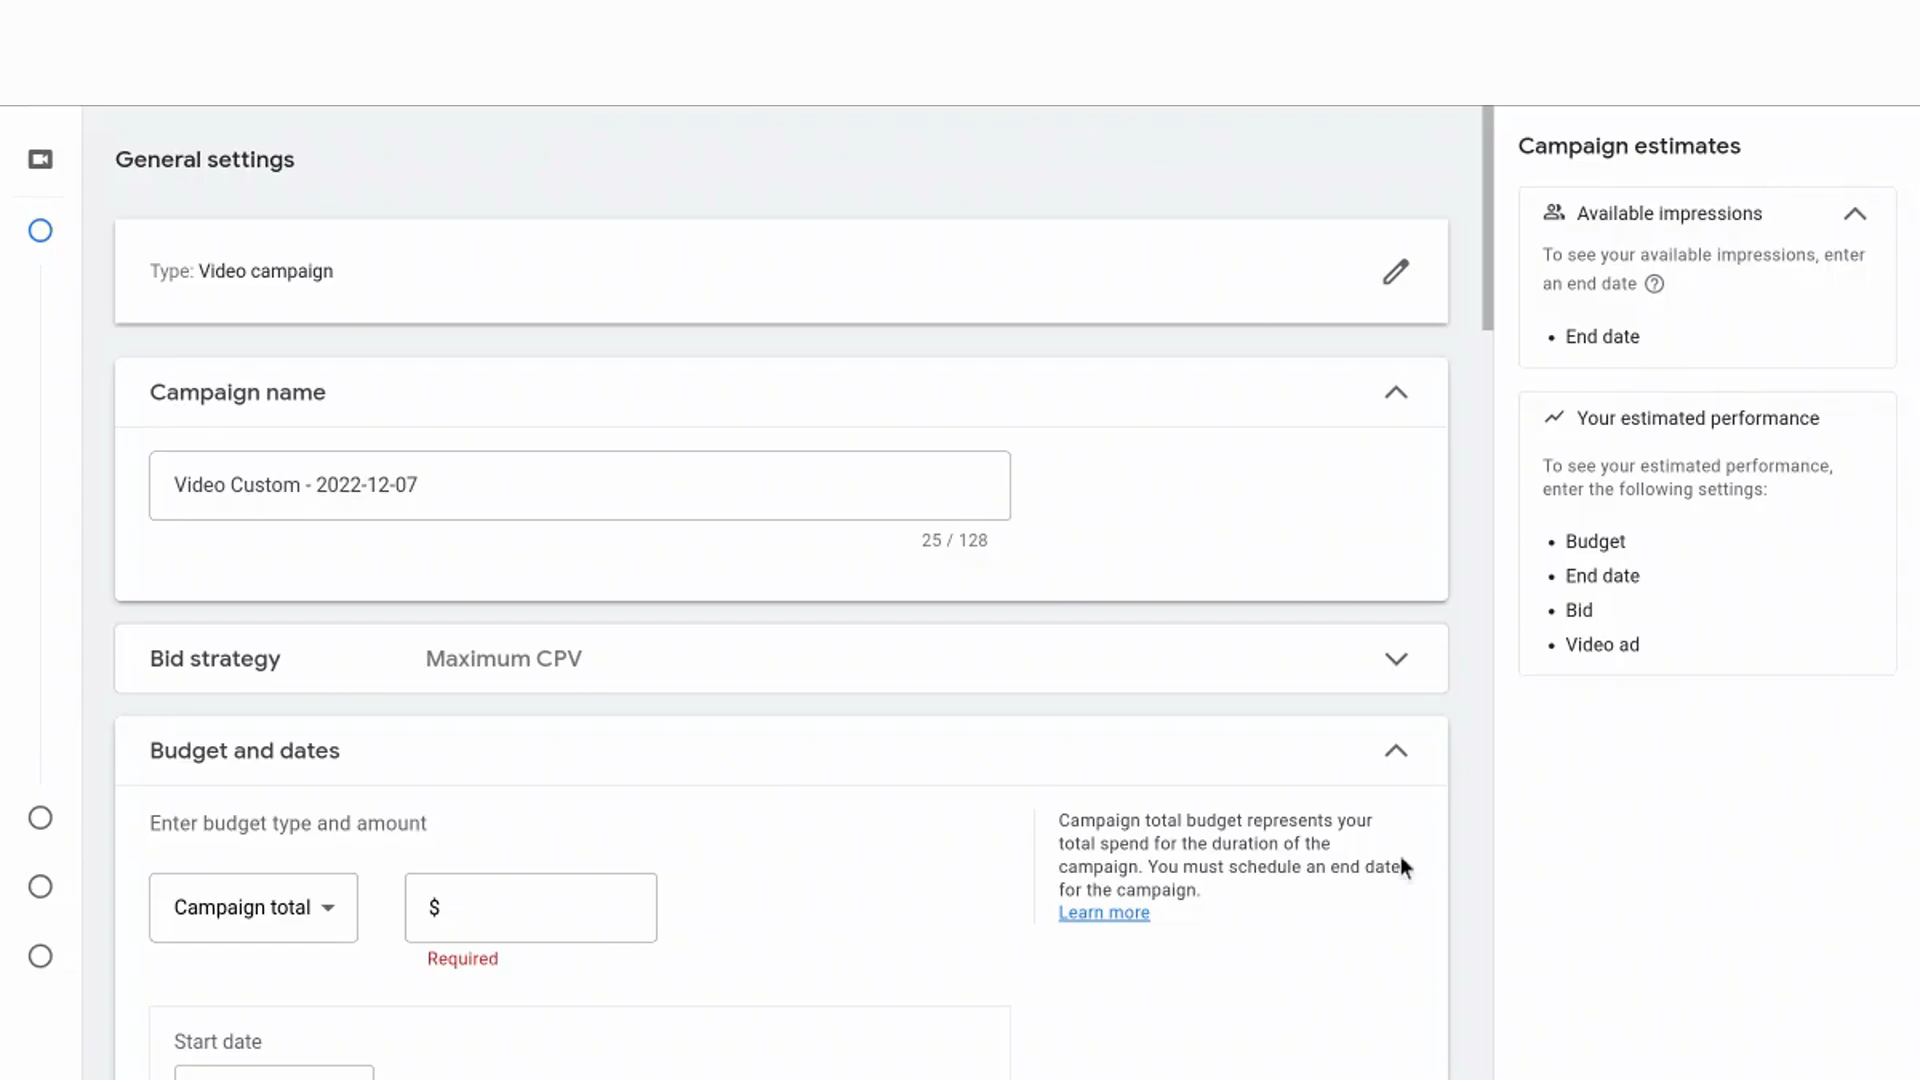 General settings
Type: Video campaign
Campaign name
Video Custom - 2022-12-07
25 / 128
Bid strategy
Maximum CPV
Budget and dates
Enter budget type and amount
Campaign total
$
Required
Campaign total budget represents your
total spend for the duration of the
campaign. You must schedule an end date
for the campaign.
Learn more
Start date
Campaign estimates
Available impressions
To see your available impressions, enter
an end date
• End date
Your estimated performance
To see your estimated performance,
enter the following settings:
• Budget
• End date
• Bid
• Video ad